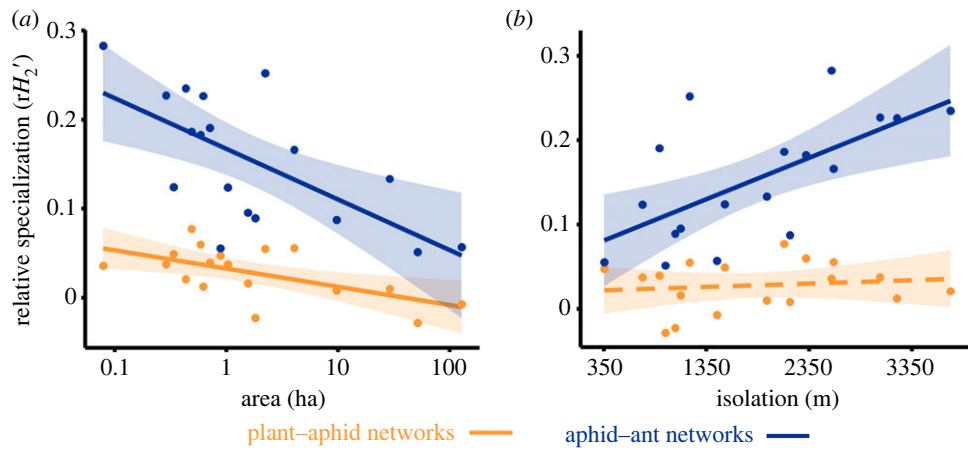 (a)
(b)
relative specialization (rH₂′)
0.3
0.2
0.1
0
0.1
1
10
100
area (ha)
0.3
0.2
0.1
0
350
1350
2350
3350
isolation (m)
plant–aphid networks
aphid–ant networks